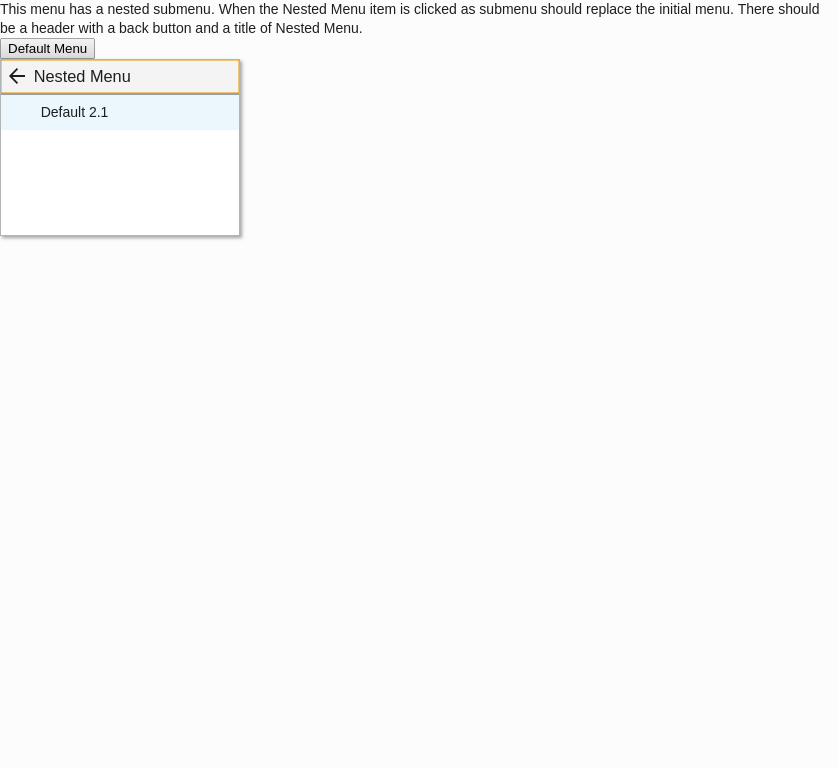 This menu has a nested submenu. When the Nested Menu item is clicked as submenu should replace the initial menu. There should
be a header with a back button and a title of Nested Menu.
Default Menu
Nested Menu
Default 2.1